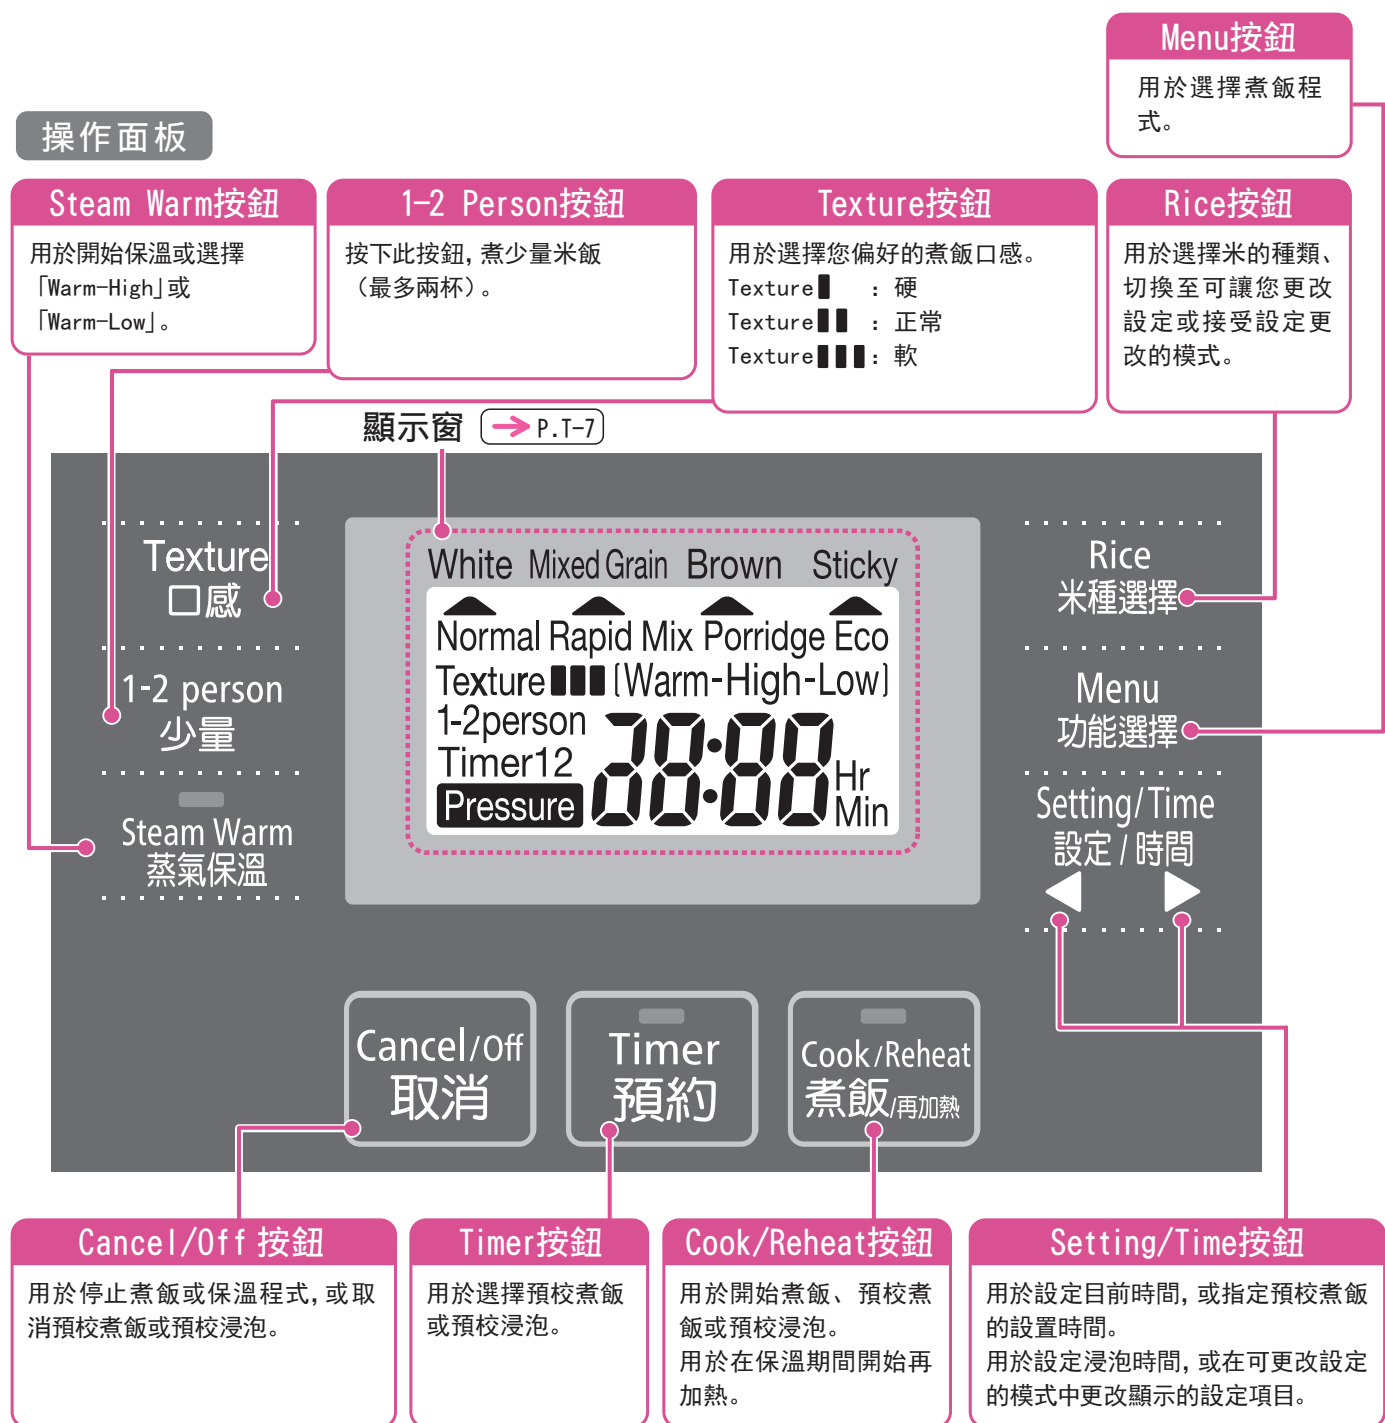 Menu按鈕
用於選擇煮飯程
式。
操作面板
Steam Warm按鈕
用於開始保溫或選擇
「Warm-High」或
「Warm-Low」。
1-2 Person按鈕
按下此按鈕，煮少量米飯
（最多兩杯）。
Texture按鈕
用於選擇您偏好的煮飯口感。
Texture▮ ：硬
Texture▮▮ ：正常
Texture▮▮▮：軟
Rice按鈕
用於選擇米的種類、
切換至可讓您更改
設定或接受設定更
改的模式。
顯示窗 → P.T-7
Texture
口感
1-2 person
少量
Steam Warm
蒸氣保溫
White Mixed Grain Brown Sticky
Normal Rapid Mix Porridge Eco
Texture▮▮▮(Warm-High-Low)
1-2person
Timer12
Pressure
28:88
Hr
Min
Rice
米種選擇
Menu
功能選擇
Setting/Time
設定/時間
Cancel/Off
取消
Timer
預約
Cook/Reheat
煮飯/再加熱
Cancel/Off 按鈕
用於停止煮飯或保溫程式，或取
消預校煮飯或預校浸泡。
Timer按鈕
用於選擇預校煮飯
或預校浸泡。
Cook/Reheat按鈕
用於開始煮飯、預校煮
飯或預校浸泡。
用於在保溫期間開始再
加熱。
Setting/Time按鈕
用於設定目前時間，或指定預校煮飯
的設置時間。
用於設定浸泡時間，或在可更改設定
的模式中更改顯示的設定項目。